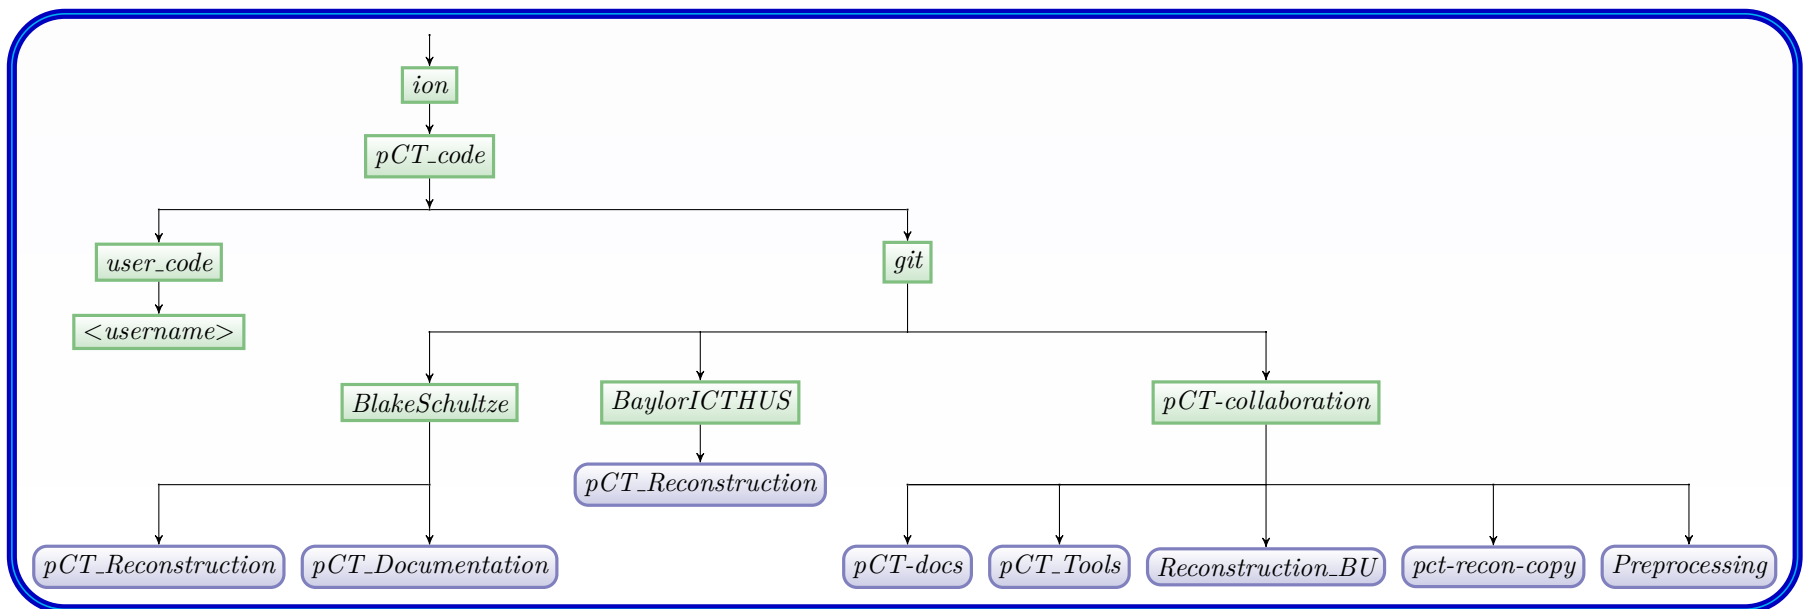 ion
pCT_code
user_code
git
<username>
BlakeSchultze
BaylorICTHUS
pCT-collaboration
pCT_Reconstruction
pCT_Reconstruction
pCT_Documentation
pCT-docs
pCT_Tools
Reconstruction_BU
pct-recon-copy
Preprocessing